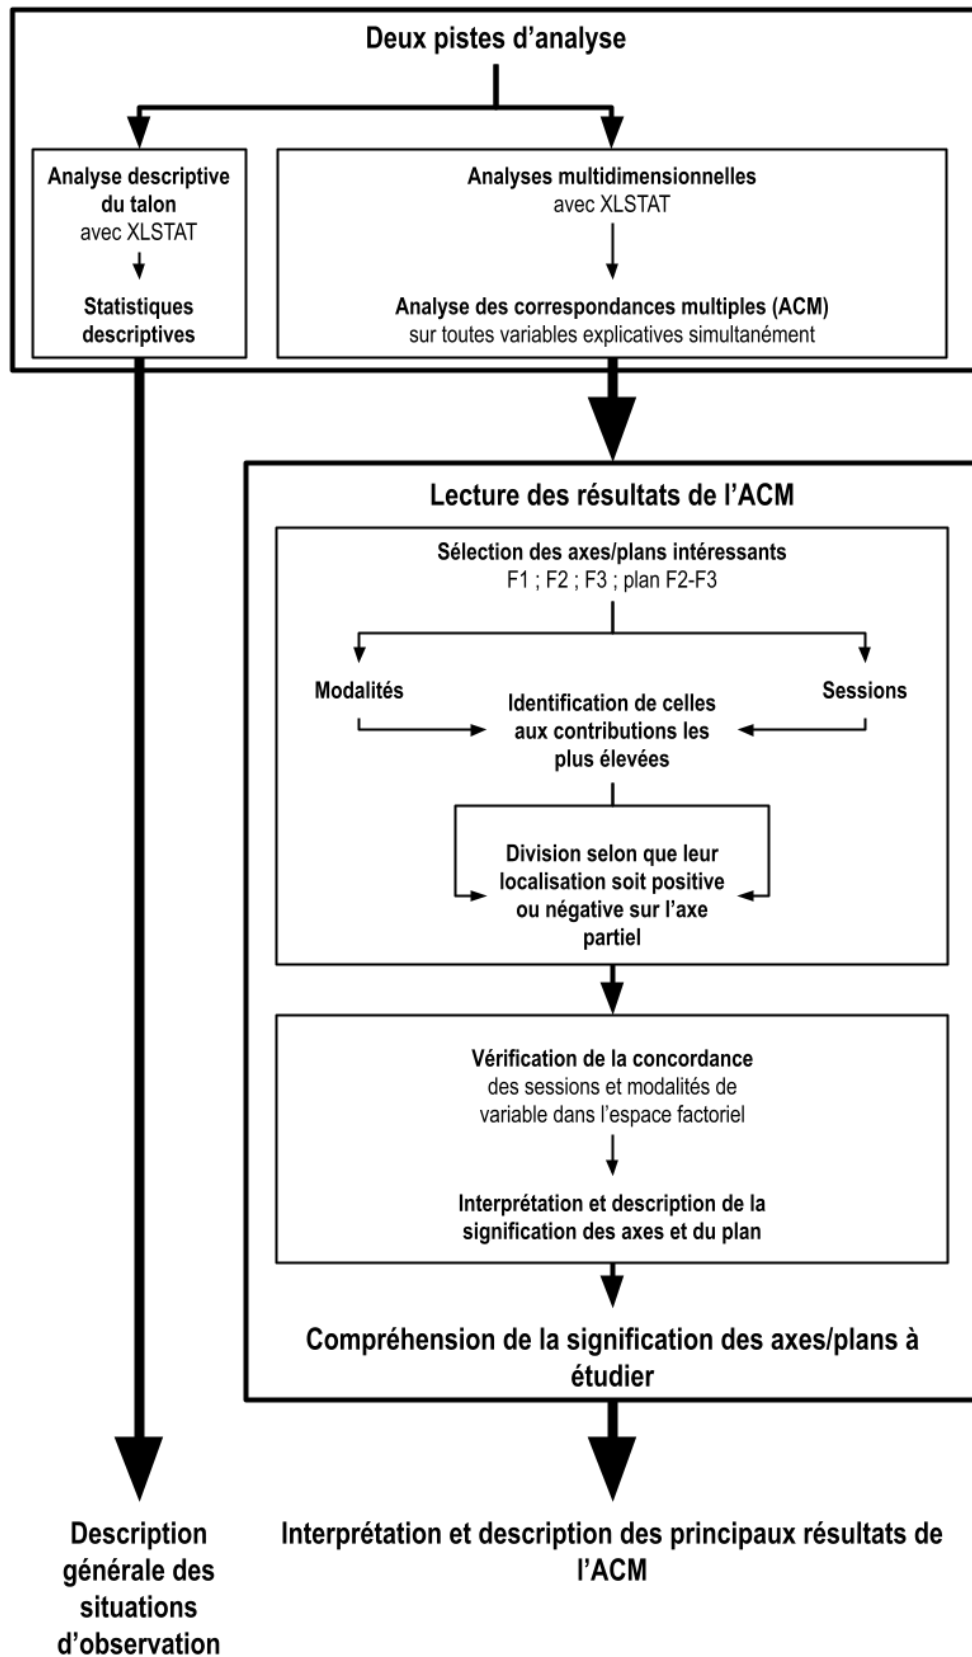 Deux pistes d’analyse
Analyse descriptive
du talon
avec XLSTAT
Statistiques
descriptives
Analyses multidimensionnelles
avec XLSTAT
Analyse des correspondances multiples (ACM)
sur toutes variables explicatives simultanément
Lecture des résultats de l’ACM
Sélection des axes/plans intéressants
F1 ; F2 ; F3 ; plan F2-F3
Modalités
Sessions
Identification de celles
aux contributions les
plus élevées
Division selon que leur
localisation soit positive
ou négative sur l’axe
partiel
Vérification de la concordance
des sessions et modalités de
variable dans l’espace factoriel
Interprétation et description de la
signification des axes et du plan
Compréhension de la signification des axes/plans à
étudier
Description
générale des
situations
d’observation
Interprétation et description des principaux résultats de
l’ACM